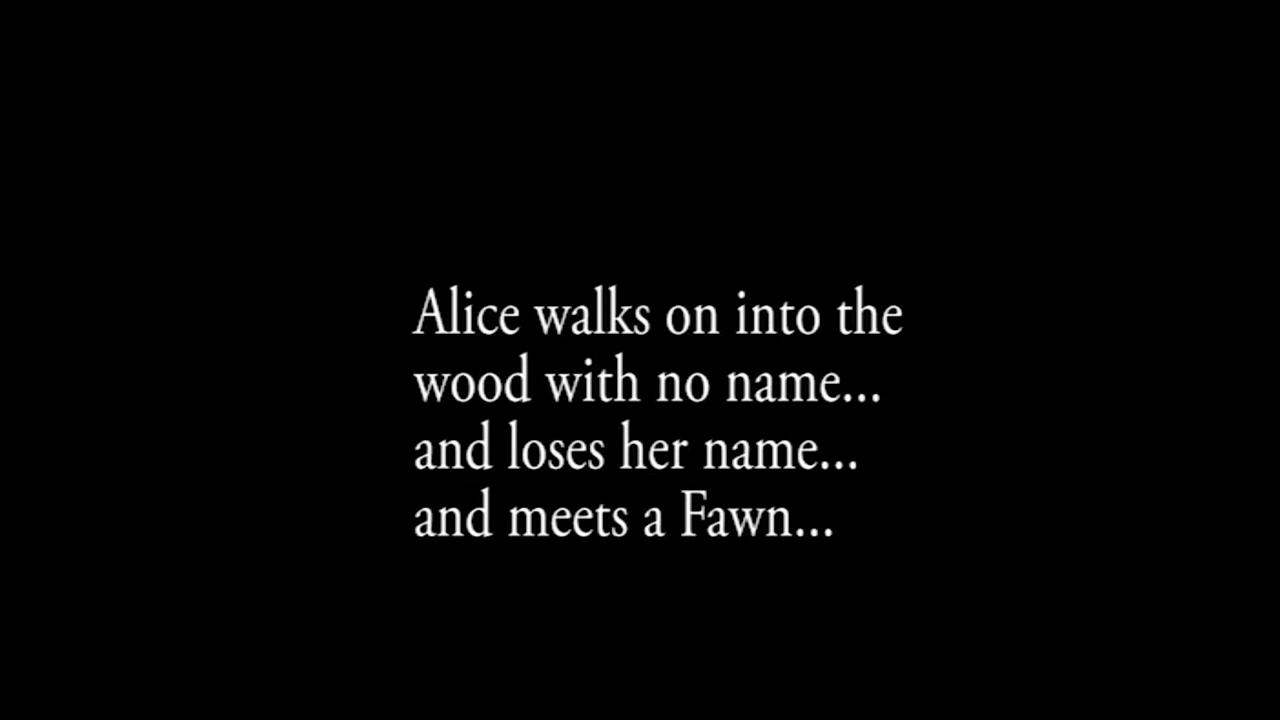 Alice walks on into the
wood with no name...
and loses her name...
and meets a Fawn...